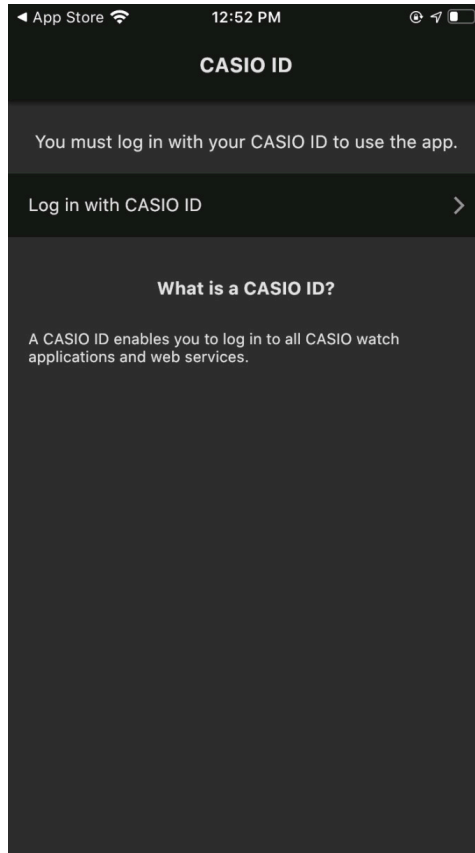 App Store 12:52 PM
CASIO ID
You must log in with your CASIO ID to use the app.
Log in with CASIO ID
What is a CASIO ID?
A CASIO ID enables you to log in to all CASIO watch
applications and web services.